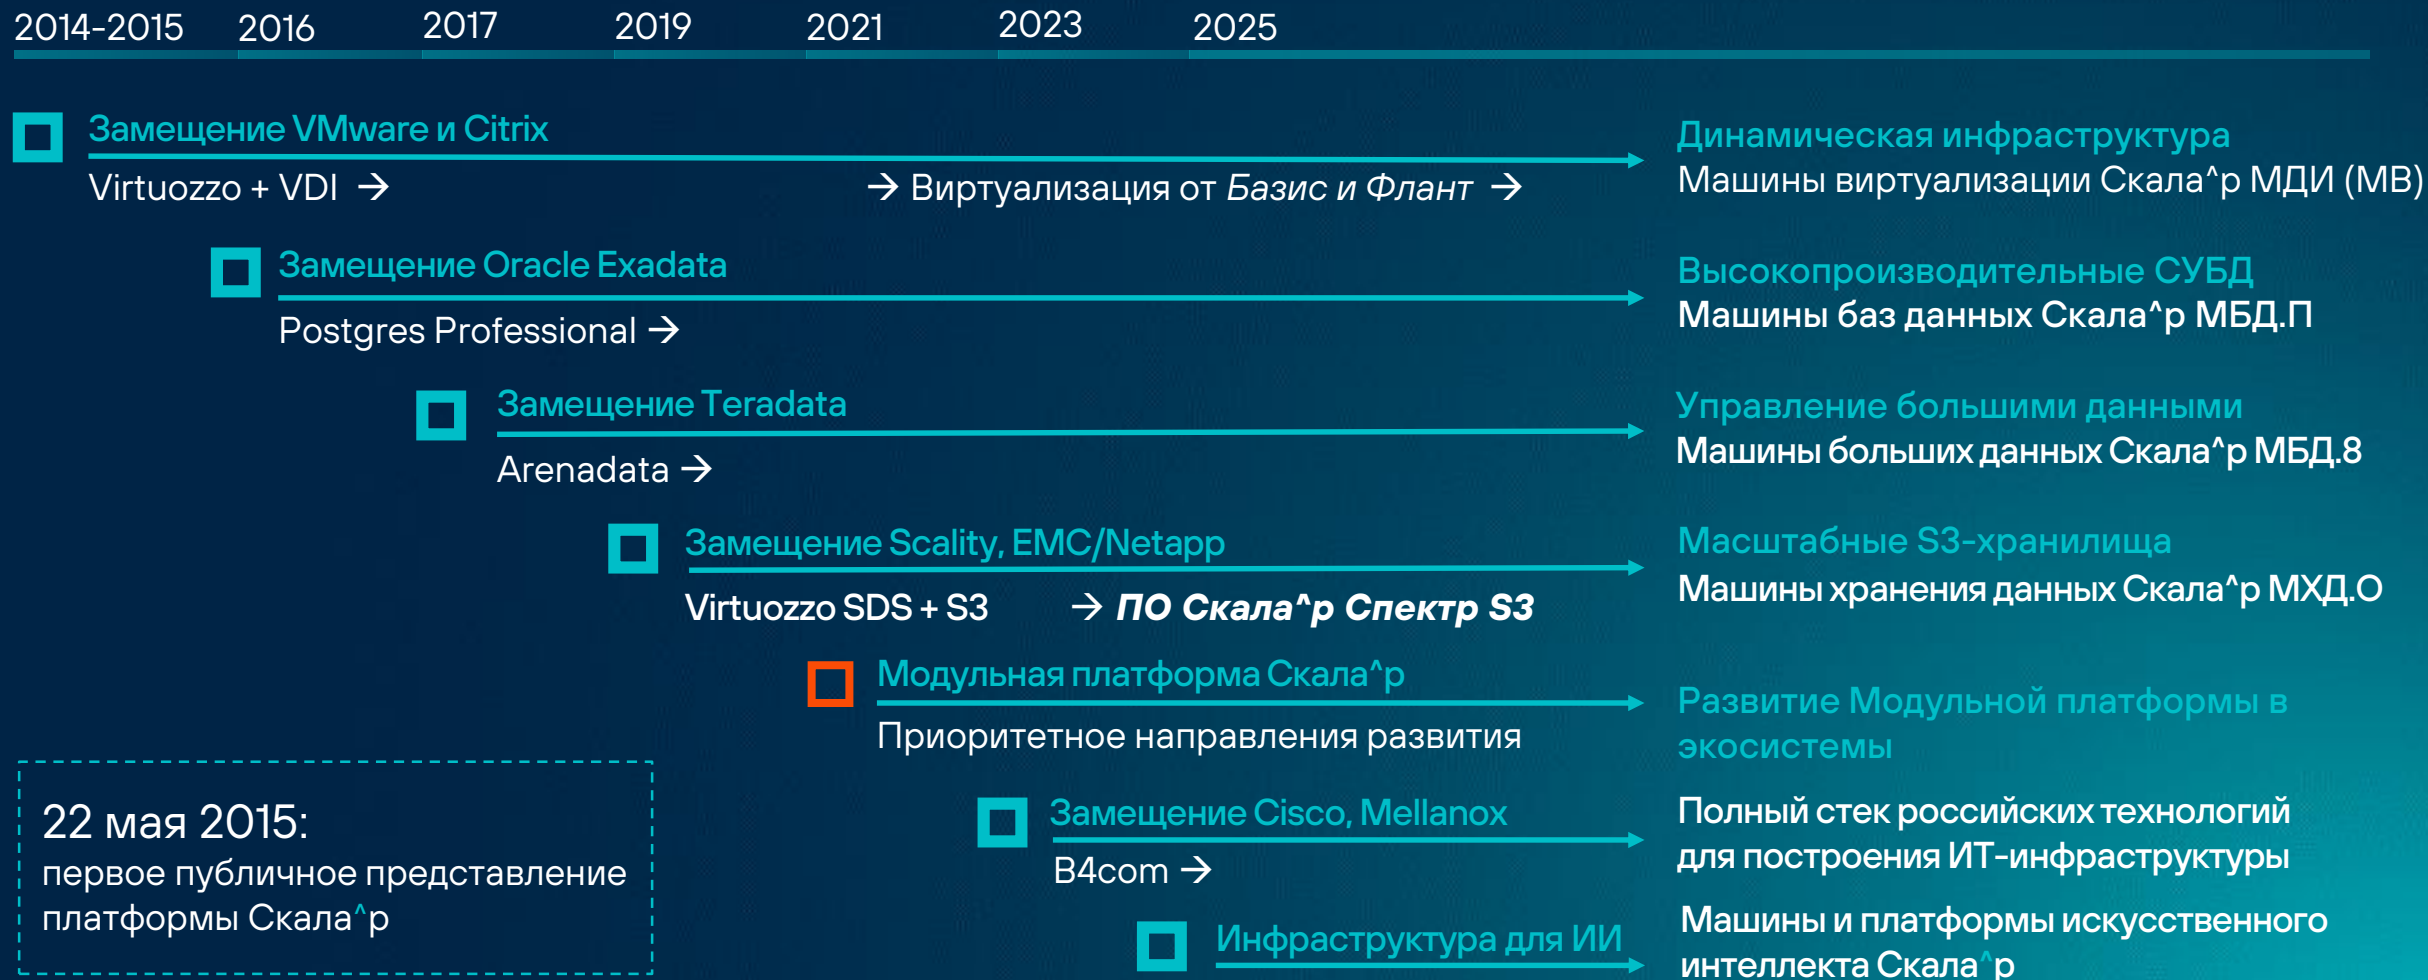 2014-2015 2016 2017 2019 2021 2023 2025
Замещение VMware и Citrix
Virtuozzo + VDI →
→ Виртуализация от Базис и Флант →
Динамическая инфраструктура
Машины виртуализации Скала^р МДИ (МВ)
Замещение Oracle Exadata
Postgres Professional →
Высокопроизводительные СУБД
Машины баз данных Скала^р МБД.П
Замещение Teradata
Arenadata →
Управление большими данными
Машины больших данных Скала^р МБД.8
Замещение Scality, EMC/Netapp
Virtuozzo SDS + S3
→ ПО Скала^р Спектр S3
Масштабные S3-хранилища
Машины хранения данных Скала^р МХД.О
Модульная платформа Скала^р
Приоритетное направления развития
Развитие Модульной платформы в
экосистемы
Замещение Cisco, Mellanox
B4com →
Полный стек российских технологий
для построения ИТ-инфраструктуры
Инфраструктура для ИИ
Машины и платформы искусственного
интеллекта Скала^р
22 мая 2015:
первое публичное представление
платформы Скала^р